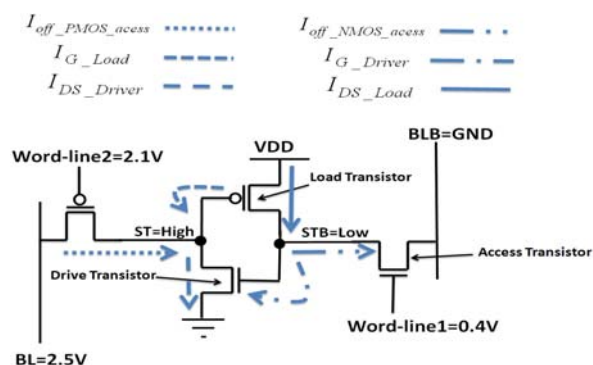 I_off_PMOS_acess
I_off_NMOS_acess
I_G_Load
I_G_Driver
I_DS_Driver
I_DS_Load
BLB=GND
Word-line2=2.1V
VDD
Load Transistor
ST=High
STB=Low
Access Transistor
Drive Transistor
Word-line1=0.4V
BL=2.5V